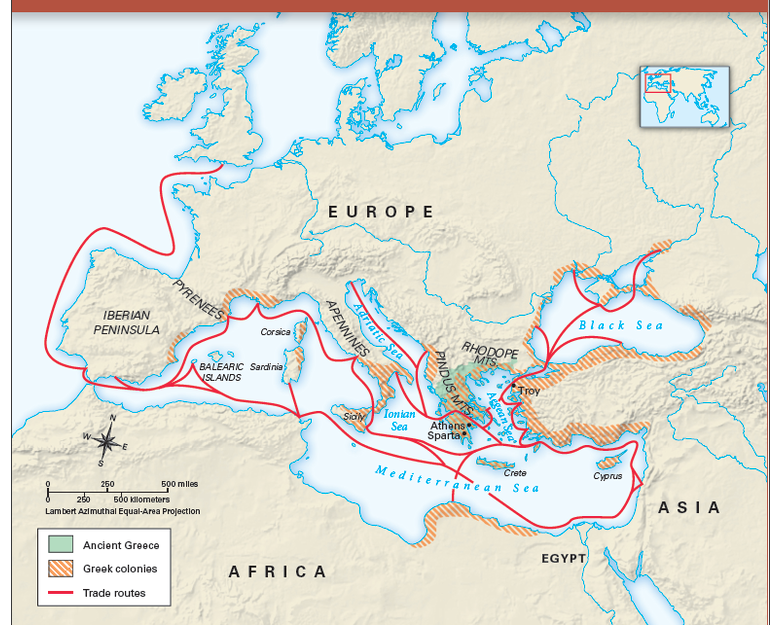 EUROPE
PYRENEES
IBERIAN
PENINSULA
Corsica
APENNINES
Adriatic Sea
Black Sea
RHODOPE
MTS.
PINDUS MTS.
BALEARIC
ISLANDS
Sardinia
Troy
Aegean Sea
Sicily
Ionian
Sea
Athens
Sparta
Crete
Cyprus
Mediterranean Sea
ASIA
N
W
E
S
0 250 500 miles
0 250 500 kilometers
Lambert Azimuthal Equal-Area Projection
EGYPT
AFRICA
Ancient Greece
Greek colonies
Trade routes